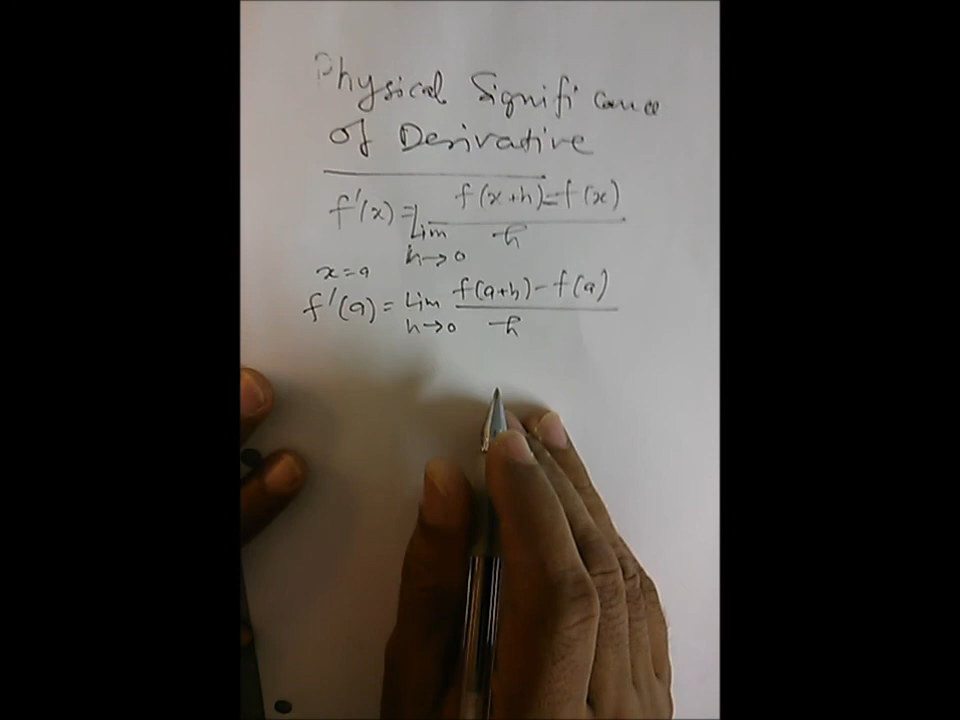 Physical Significance
of Derivative
f'(x) = Lim h→0 f(x+h)=f(x) / h
x=a
f'(a) = Lim h→0 f(a+h)-f(a) / h